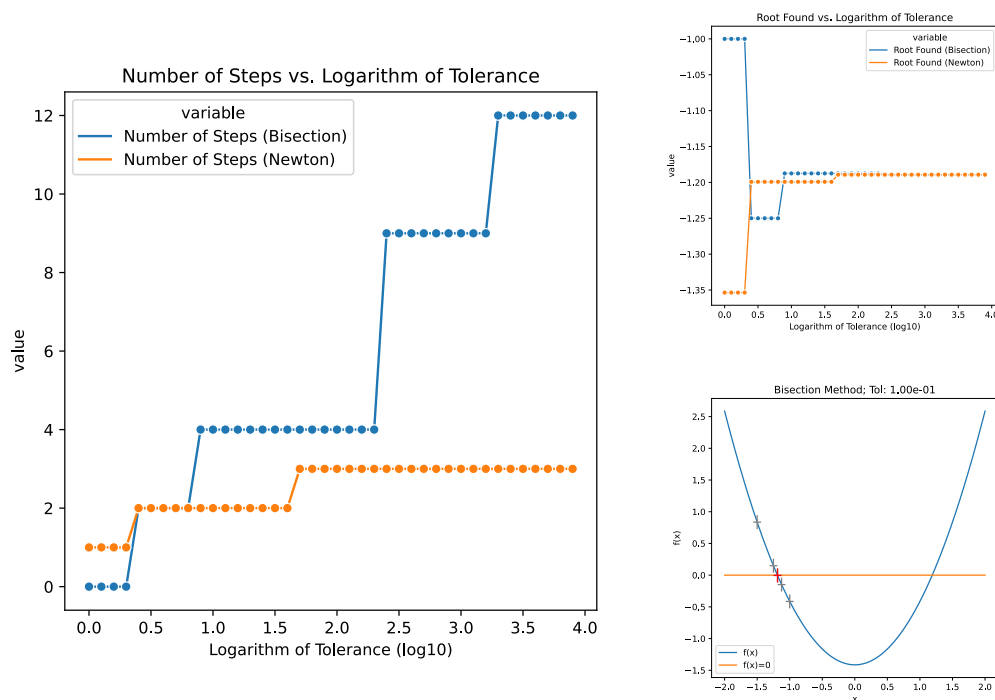 Number of Steps vs. Logarithm of Tolerance
variable
Number of Steps (Bisection)
Number of Steps (Newton)
value
12
10
8
6
4
2
0
0.0 0.5 1.0 1.5 2.0 2.5 3.0 3.5 4.0
Logarithm of Tolerance (log10)
Root Found vs. Logarithm of Tolerance
variable
Root Found (Bisection)
Root Found (Newton)
value
−1.00
−1.05
−1.10
−1.15
−1.20
−1.25
−1.30
−1.35
0.0 0.5 1.0 1.5 2.0 2.5 3.0 3.5 4.0
Logarithm of Tolerance (log10)
Bisection Method; Tol: 1.00e-01
f(x)
2.5
2.0
1.5
1.0
0.5
0.0
−0.5
−1.0
−1.5
f(x)
f(x)=0
−2.0 −1.5 −1.0 −0.5 0.0 0.5 1.0 1.5 2.0